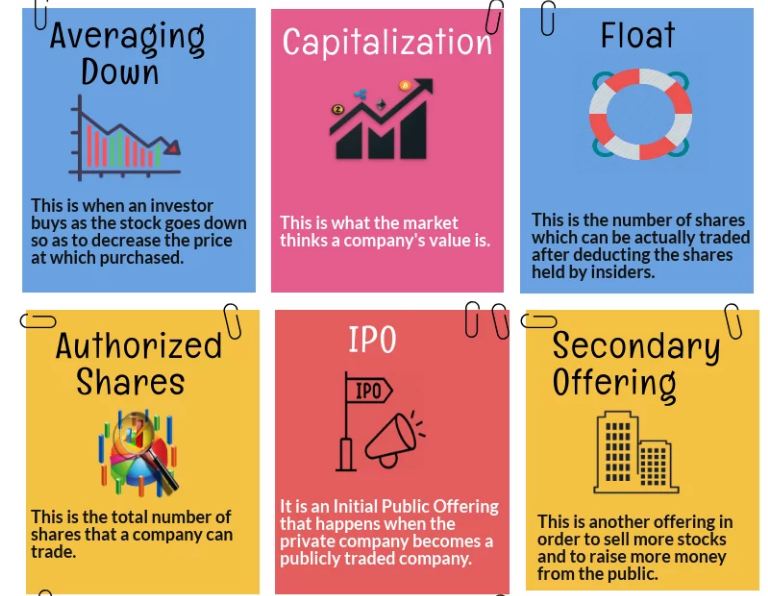 Averaging
Down
This is when an investor
buys as the stock goes down
so as to decrease the price
at which purchased.
Capitalization
This is what the market
thinks a company's value is.
Float
This is the number of shares
which can be actually traded
after deducting the shares
held by insiders.
Authorized
Shares
This is the total number of
shares that a company can
trade.
IPO
IPO
It is an Initial Public Offering
that happens when the
private company becomes a
publicly traded company.
Secondary
Offering
This is another offering in
order to sell more stocks
and to raise more money
from the public.